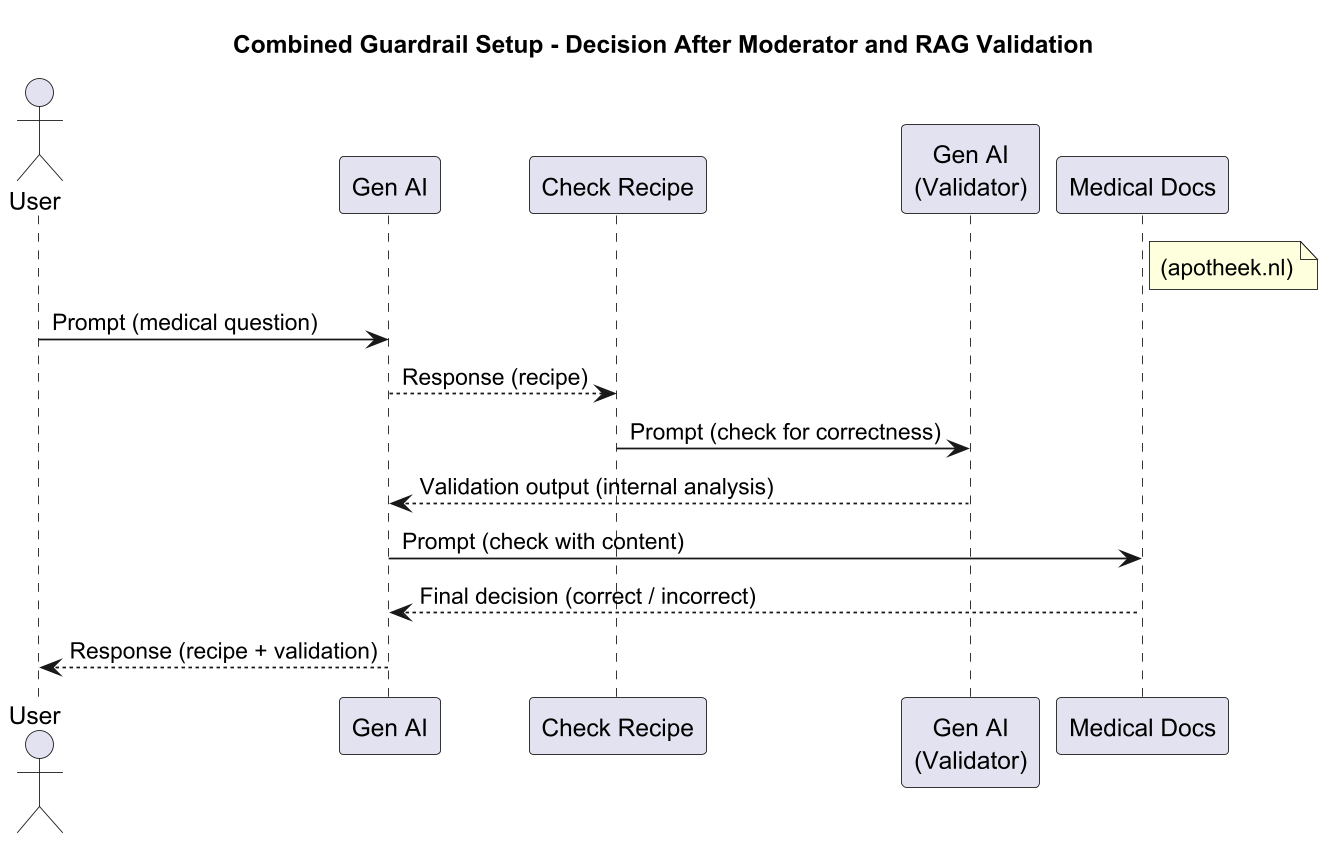 Combined Guardrail Setup - Decision After Moderator and RAG Validation
User
Gen AI
Check Recipe
Gen AI
(Validator)
Medical Docs
(apotheek.nl)
Prompt (medical question)
Response (recipe)
Prompt (check for correctness)
Validation output (internal analysis)
Prompt (check with content)
Final decision (correct / incorrect)
Response (recipe + validation)
User
Gen AI
Check Recipe
Gen AI
(Validator)
Medical Docs